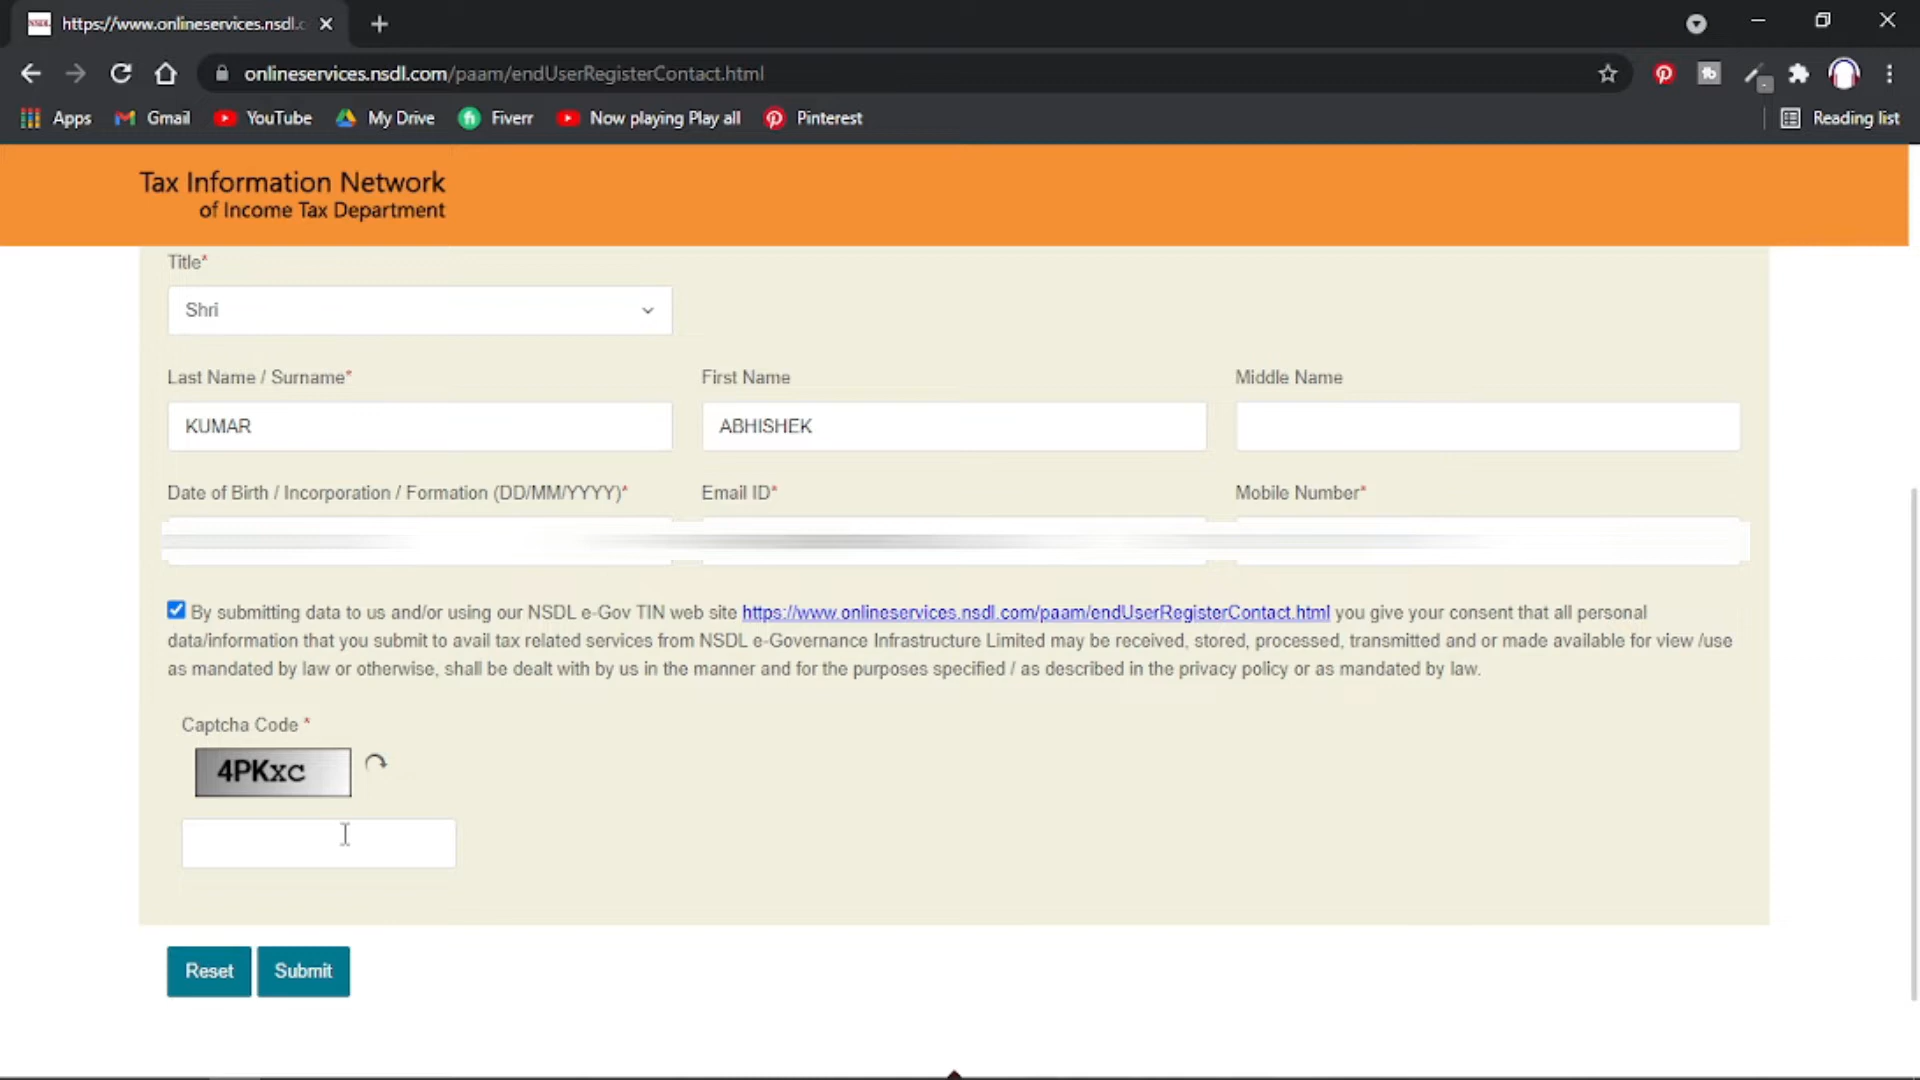 https://www.onlineservices.nsdl.c
onlineservices.nsdl.com/paam/endUserRegisterContact.html
Apps Gmail YouTube My Drive Fiverr Now playing Play all Pinterest Reading list
Tax Information Network
of Income Tax Department
Title*
Shri
Last Name / Surname* First Name Middle Name
KUMAR ABHISHEK
Date of Birth / Incorporation / Formation (DD/MM/YYYY)* Email ID* Mobile Number*
By submitting data to us and/or using our NSDL e-Gov TIN web site https://www.onlineservices.nsdl.com/paam/endUserRegisterContact.html you give your consent that all personal
data/information that you submit to avail tax related services from NSDL e-Governance Infrastructure Limited may be received, stored, processed, transmitted and or made available for view /use
as mandated by law or otherwise, shall be dealt with by us in the manner and for the purposes specified / as described in the privacy policy or as mandated by law.
Captcha Code *
4PKxc
Reset Submit